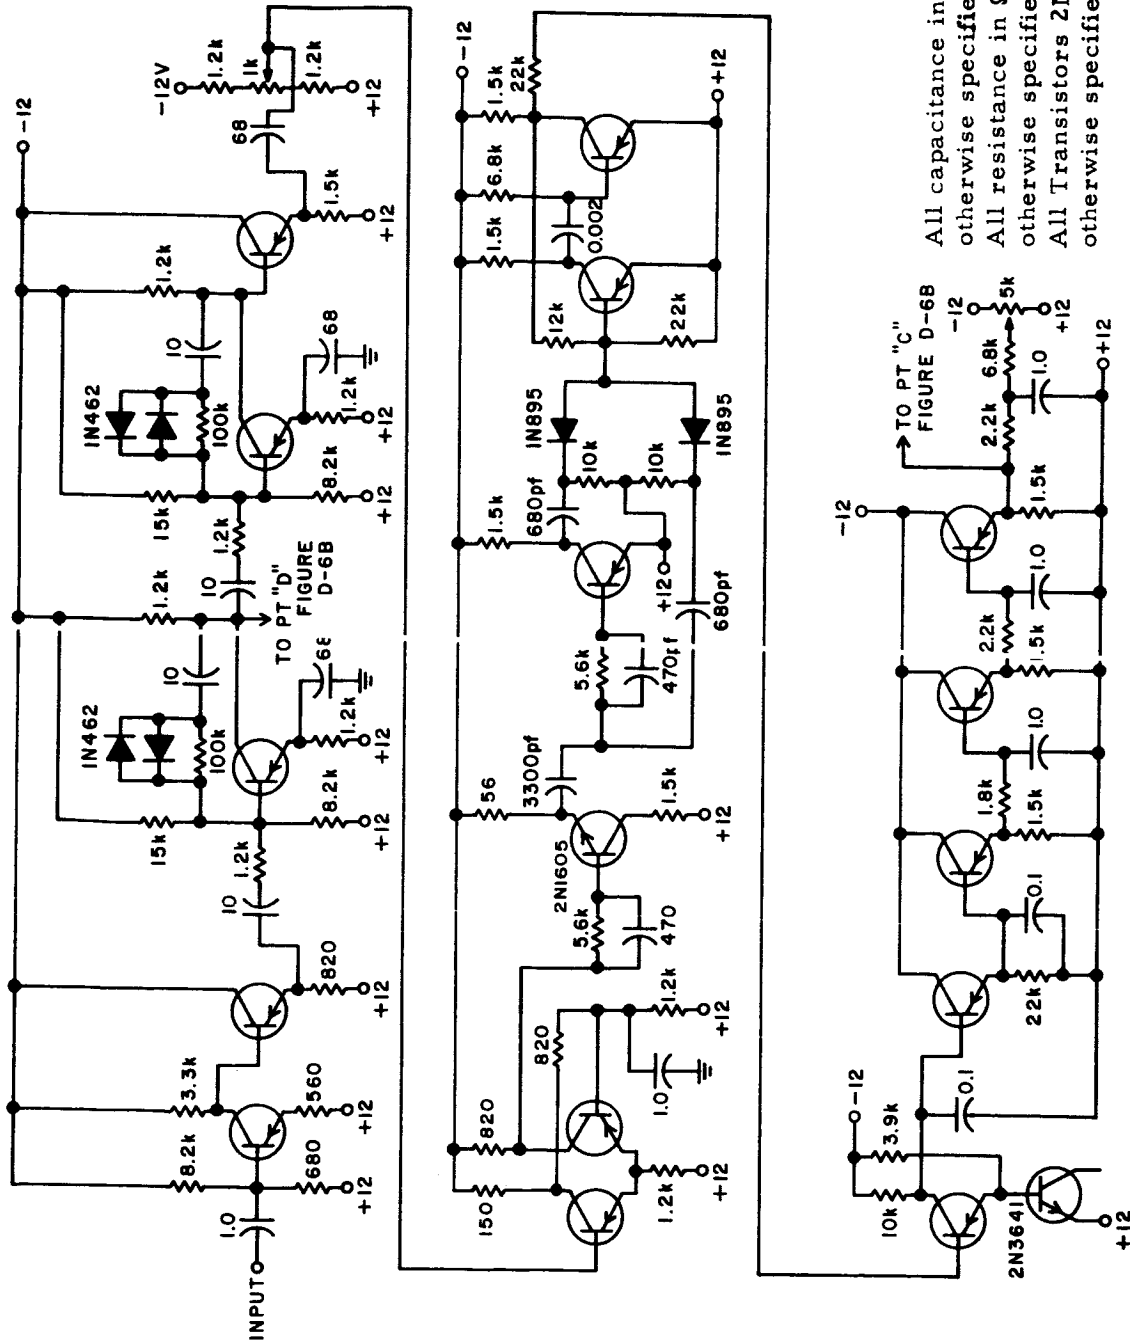 INPUT
1.0
8.2k
680
+12
3.3k
560
+12
820
+12
10
1.2k
15k
8.2k
+12
1N462
100k
10
1.2k
+12
68
1.2k
TO PT "D"
FIGURE
D-6B
10
1.2k
15k
8.2k
+12
1N462
100k
10
1.2k
+12
68
1.2k
-12
1.5k
+12
68
-12V
1.2k
1k
1.2k
+12
150
820
1.2k
+12
820
1.0
1.2k
+12
5.6k
470
2N1605
56
3300pf
1.5k
+12
5.6k
470pf
1.5k
680pf
+12
680pf
10k
10k
1N895
1N895
12k
22k
1.5k
0.002
6.8k
1.5k
22k
-12
+12
10k
3.9k
-12
2N3641
+12
0.1
22k
0.1
1.8k
1.5k
1.0
2.2k
1.5k
1.0
-12
1.5k
TO PT "C"
FIGURE D-6B
2.2k
6.8k
1.0
-12
5k
+12
+12
All capacitance in
otherwise specifie
All resistance in Ω
otherwise specifie
All Transistors 2N
otherwise specifie